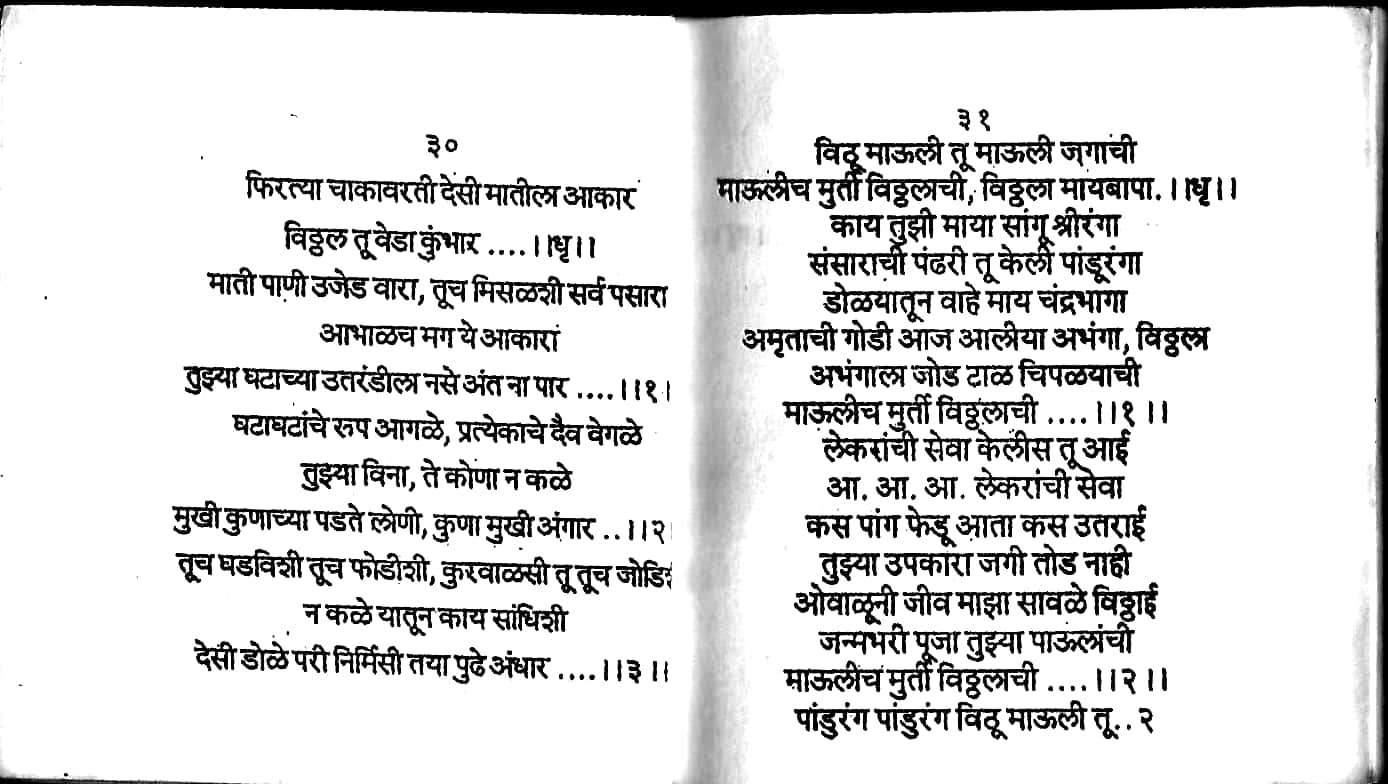 ३०
फिरत्या चाकावरती देसी मातीला आकार
विठ्ठल तू वेडा कुंभार ....।।धृ।।
माती पाणी उजेड वारा, तूच मिसळशी सर्व पसारा
आभाळच मग ये आकारां
तुझ्या घटाच्या उतरंडीला नसे अंत ना पार ....।।१।
घटाघटांचे रुप आगळे, प्रत्येकाचे दैव वेगळे
तुझ्या विना, ते कोणा न कळे
मुखी कुणाच्या पडते लोणी, कुणा मुखी अंगार ..।।२
तूच घडविशी तूच फोडीशी, कुरवाळसी तू तूच
न कळे यातून काय सांधिशी
देसी डोळे परी निर्मिसी तया पुढे अंधार ....।।३।।
३१
विठू माऊली तू माऊली जगाची
माऊलीच मुर्ती विठ्ठलाची, विठ्ठला मायबापा.।।धृ।।
काय तुझी माया सांगू श्रीरंगा
संसाराची पंढरी तू केली पांडूरंगा
डोळयातून वाहे माय चंद्रभागा
अमृताची गोडी आज आलीया अभंगा, विठ्ठला
अभंगाला जोड टाळ चिपळयाची
माऊलीच मुर्ती विठ्ठलाची ....।।१।।
लेकरांची सेवा केलीस तू आई
आ. आ. आ. लेकरांची सेवा
कस पांग फेडू आता कस उतराई
तुझ्या उपकारा जगी तोड नाही
ओवाळूनी जीव माझा सावळे विठ्ठाई
जन्मभरी पूजा तुझ्या पाऊलांची
माऊलीच मुर्ती विठ्ठलाची ....।।२।।
पांडुरंग पांडुरंग विठू माऊली तू..२